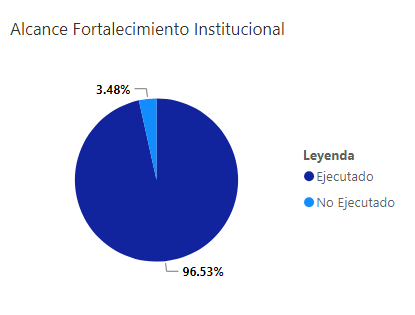 Alcance Fortalecimiento Institucional
3.48%
Leyenda
Ejecutado
No Ejecutado
96.53%